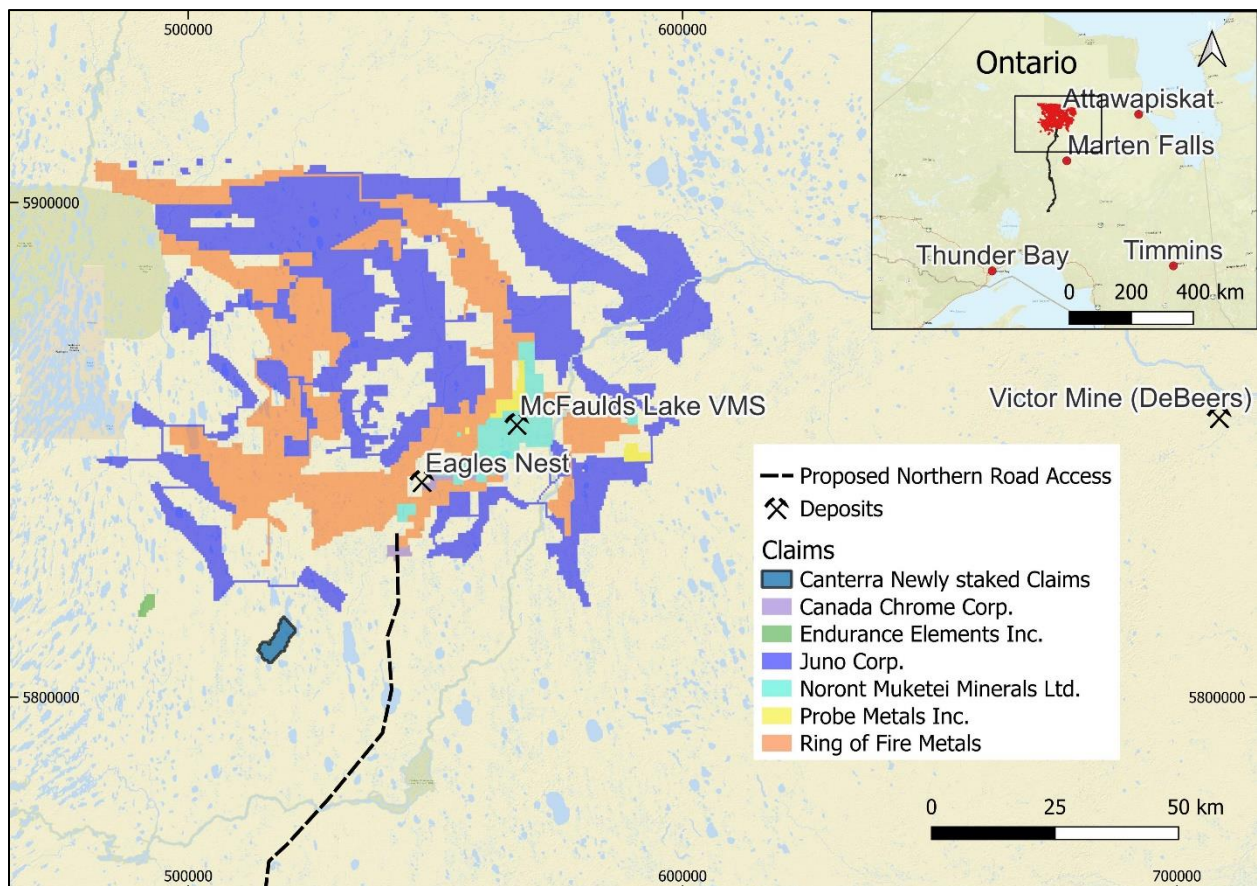 500000
600000
N
Ontario
Attawapiskat
Marten Falls
Thunder Bay
Timmins
0 200 400 km
5900000
McFaulds Lake VMS
Victor Mine (DeBeers)
Eagles Nest
Proposed Northern Road Access
Deposits
Claims
Canterra Newly staked Claims
Canada Chrome Corp.
Endurance Elements Inc.
Juno Corp.
Noront Muketei Minerals Ltd.
Probe Metals Inc.
Ring of Fire Metals
5800000
5800000
0 25 50 km
500000
600000
700000